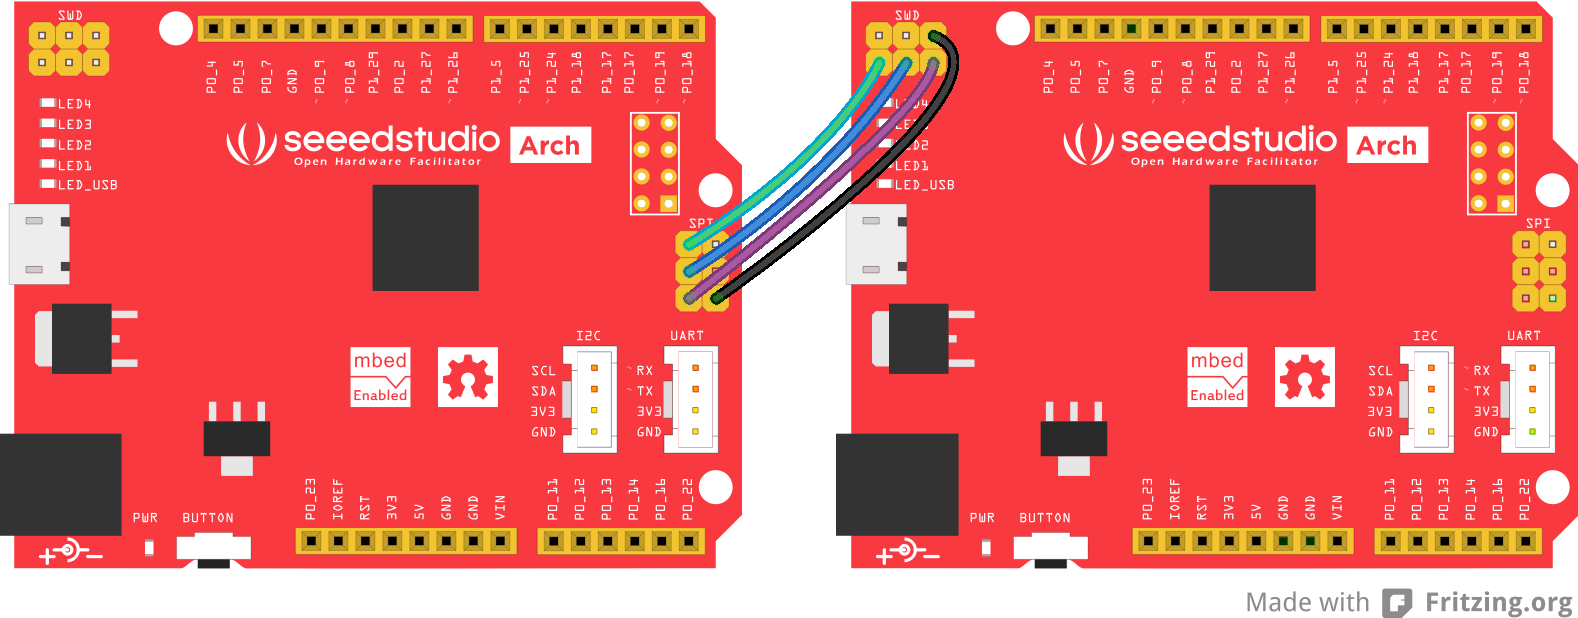 SWD
P0_4 P0_5 P0_7 GND ~P0_9 ~P0_8 P1_29 P0_2 ~P1_27 ~P1_26 P1_5 ~P1_25 ~P1_24 P1_18 P1_17 P0_17 ~P0_19 ~P0_18
LED4
LED3
LED2
LED1
LED_USB
seeedstudio
Open Hardware Facilitator
Arch
SPI
I2C
UART
mbed
Enabled
SCL
SDA
3V3
GND
~ RX
~ TX
3V3
GND
P0_23 IOREF RST 3V3 5V GND GND VIN P0_11 P0_12 P0_13 P0_14 P0_16 P0_22
PWR
BUTTON
SWD
P0_4 P0_5 P0_7 GND ~P0_9 ~P0_8 P1_29 P0_2 P1_27 ~P1_26 P1_5 ~P1_25 ~P1_24 P1_18 P1_17 P0_17 ~P0_19 ~P0_18
LED2
LED1
LED_USB
seeedstudio
Open Hardware Facilitator
Arch
SPI
I2C
UART
mbed
Enabled
SCL
SDA
3V3
GND
~ RX
~ TX
3V3
GND
P0_23 IOREF RST 3V3 5V GND GND VIN P0_11 P0_12 P0_13 P0_14 P0_16 P0_22
PWR
BUTTON
Made with Fritzing.org